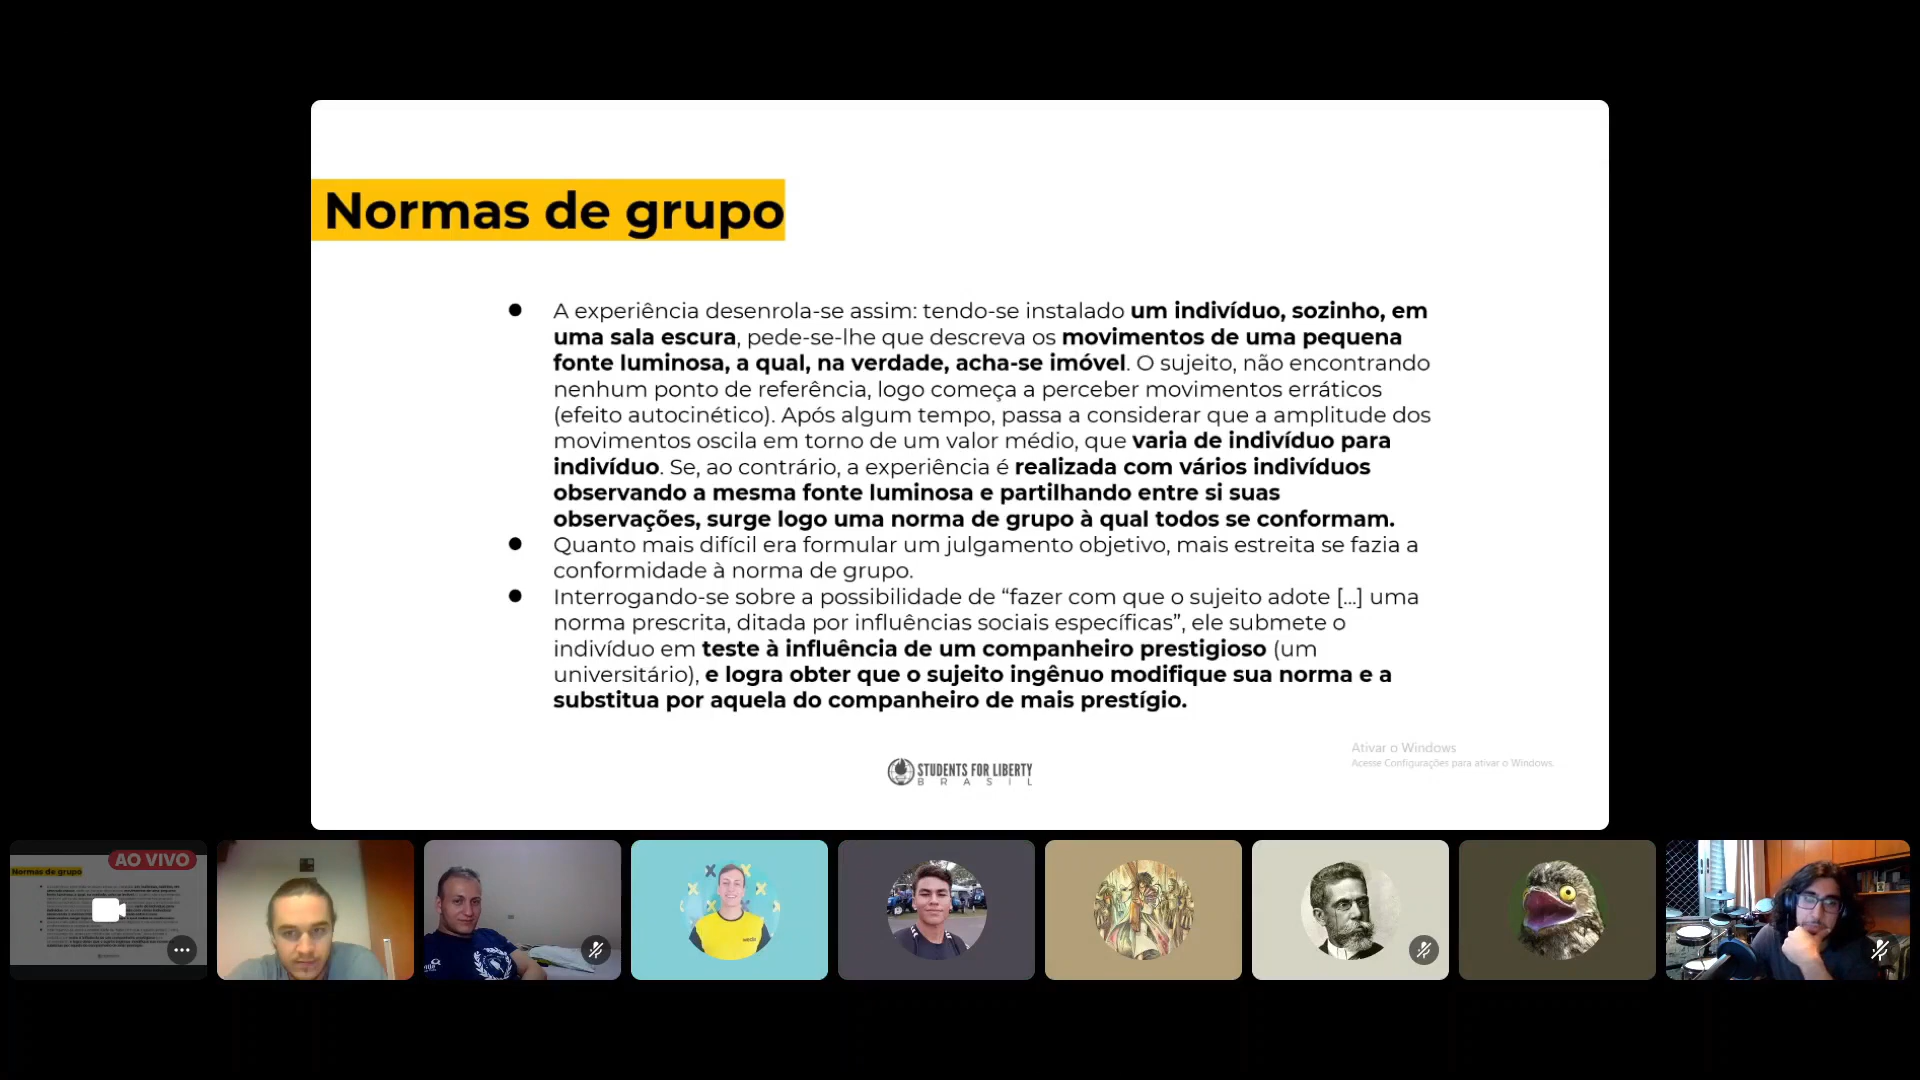 Normas de grupo
● A experiência desenrola-se assim: tendo-se instalado um indivíduo, sozinho, em
uma sala escura, pede-se-lhe que descreva os movimentos de uma pequena
fonte luminosa, a qual, na verdade, acha-se imóvel. O sujeito, não encontrando
nenhum ponto de referência, logo começa a perceber movimentos erráticos
(efeito autocinético). Após algum tempo, passa a considerar que a amplitude dos
movimentos oscila em torno de um valor médio, que varia de indivíduo para
indivíduo. Se, ao contrário, a experiência é realizada com vários indivíduos
observando a mesma fonte luminosa e partilhando entre si suas
observações, surge logo uma norma de grupo à qual todos se conformam.
● Quanto mais difícil era formular um julgamento objetivo, mais estreita se fazia a
conformidade à norma de grupo.
● Interrogando-se sobre a possibilidade de “fazer com que o sujeito adote [...] uma
norma prescrita, ditada por influências sociais específicas”, ele submete o
indivíduo em teste à influência de um companheiro prestigioso (um
universitário), e logra obter que o sujeito ingênuo modifique sua norma e a
substitua por aquela do companheiro de mais prestígio.
Ativar o Windows
Acesse Configurações para ativar o Windows.
STUDENTS FOR LIBERTY
BRASIL
AO VIVO
Normas de grupo